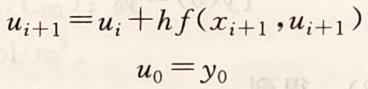 u_{i+1} = u_i + hf(x_{i+1}, u_{i+1})
u_0 = y_0